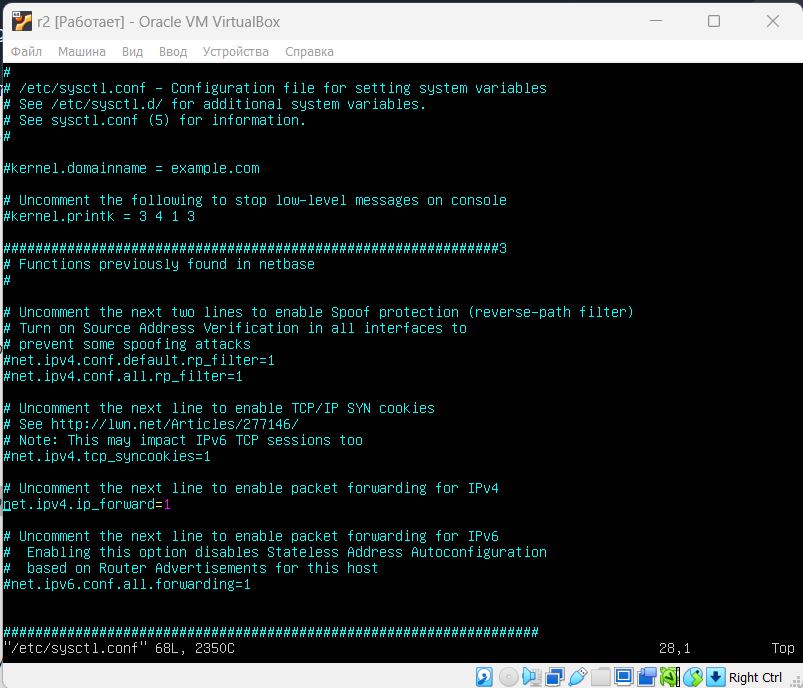 r2 [Работает] - Oracle VM VirtualBox
Файл Машина Вид Ввод Устройства Справка
#
# /etc/sysctl.conf - Configuration file for setting system variables
# See /etc/sysctl.d/ for additional system variables.
# See sysctl.conf (5) for information.
#
#kernel.domainname = example.com
# Uncomment the following to stop low-level messages on console
#kernel.printk = 3 4 1 3
##############################################################3
# Functions previously found in netbase
#
# Uncomment the next two lines to enable Spoof protection (reverse-path filter)
# Turn on Source Address Verification in all interfaces to
# prevent some spoofing attacks
#net.ipv4.conf.default.rp_filter=1
#net.ipv4.conf.all.rp_filter=1
# Uncomment the next line to enable TCP/IP SYN cookies
# See http://lwn.net/Articles/277146/
# Note: This may impact IPv6 TCP sessions too
#net.ipv4.tcp_syncookies=1
# Uncomment the next line to enable packet forwarding for IPv4
net.ipv4.ip_forward=1
# Uncomment the next line to enable packet forwarding for IPv6
#  Enabling this option disables Stateless Address Autoconfiguration
#  based on Router Advertisements for this host
#net.ipv6.conf.all.forwarding=1
###################################################################
"/etc/sysctl.conf" 68L, 2350C 28,1 Top
Right Ctrl